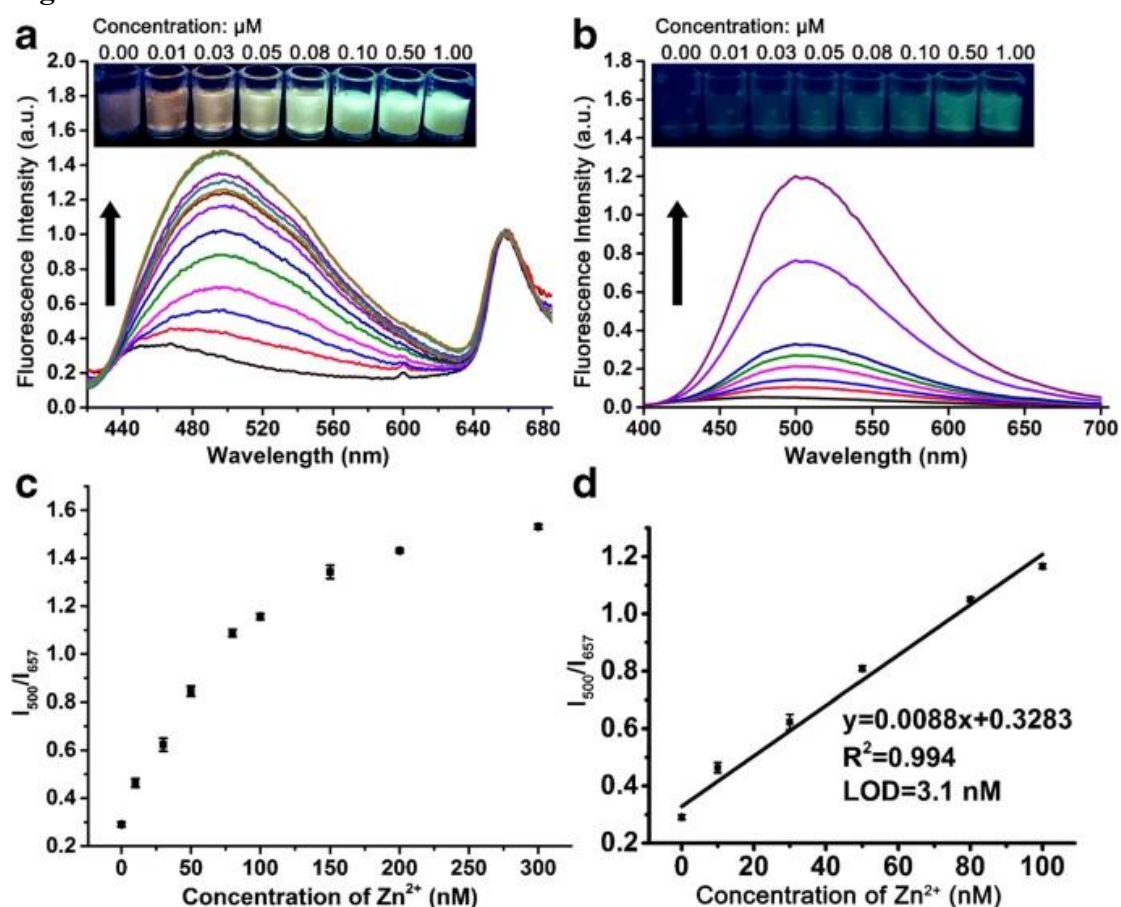 a
Concentration: µM
0.00 0.01 0.03 0.05 0.08 0.10 0.50 1.00
Fluorescence Intensity (a.u.)
2.0
1.8
1.6
1.4
1.2
1.0
0.8
0.6
0.4
0.2
0.0
440 480 520 560 600 640 680
Wavelength (nm)
b
Concentration: µM
0.00 0.01 0.03 0.05 0.08 0.10 0.50 1.00
Fluorescence Intensity (a.u.)
2.0
1.8
1.6
1.4
1.2
1.0
0.8
0.6
0.4
0.2
0.0
400 450 500 550 600 650 700
Wavelength (nm)
c
I500/I657
1.6
1.4
1.2
1.0
0.8
0.6
0.4
0.2
0 50 100 150 200 250 300
Concentration of Zn²⁺ (nM)
d
I500/I657
1.2
1.0
0.8
0.6
0.4
0.2
y=0.0088x+0.3283
R²=0.994
LOD=3.1 nM
0 20 40 60 80 100
Concentration of Zn²⁺ (nM)